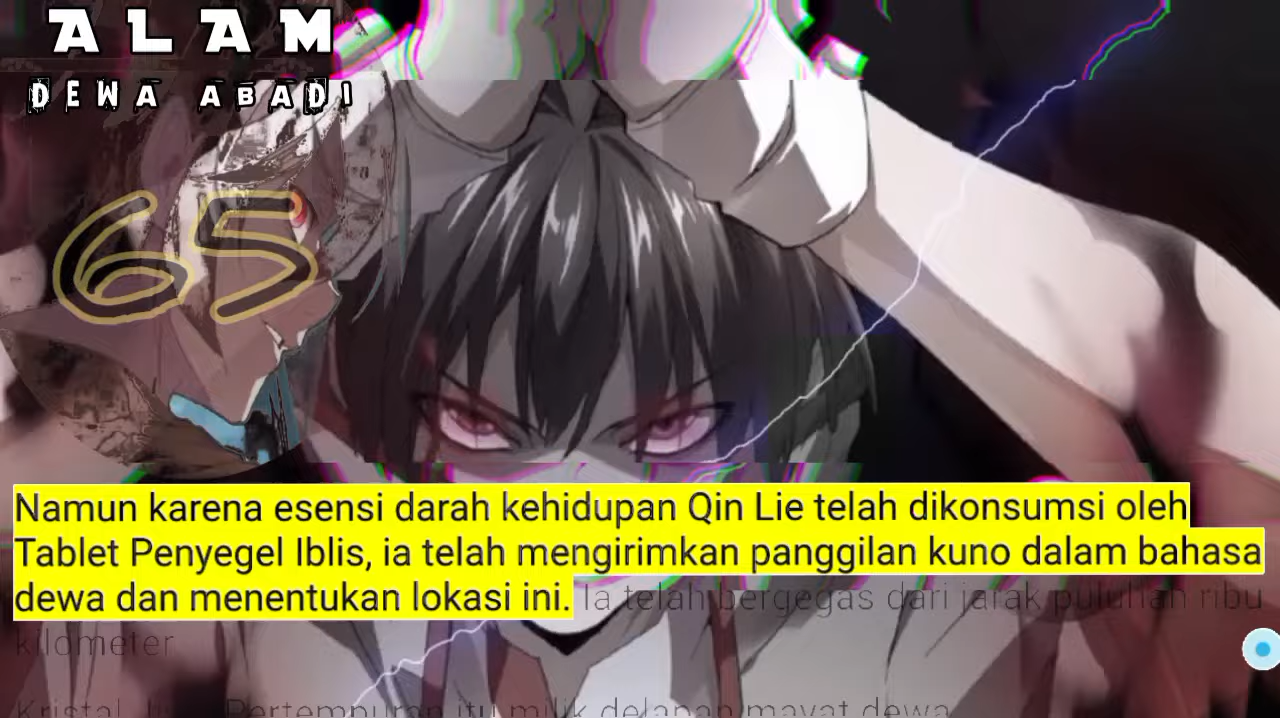 ALAM
DEWA ABADI
65
Namun karena esensi darah kehidupan Qin Lie telah dikonsumsi oleh
Tablet Penyegel Iblis, ia telah mengirimkan panggilan kuno dalam bahasa
dewa dan menentukan lokasi ini. Ia telah bergegas dari jarak puluhan ribu
kilometer
Kristal Pertempuran itu milik delapan mayat dewa